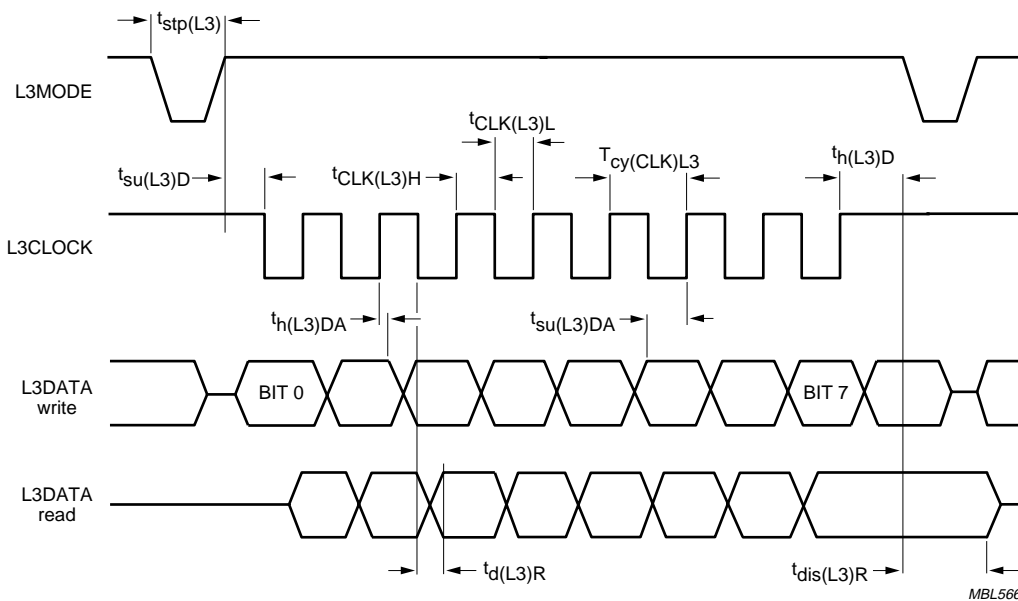 tstp(L3)
L3MODE
tCLK(L3)L
tsu(L3)D
tCLK(L3)H
Tcy(CLK)L3
th(L3)D
L3CLOCK
th(L3)DA
tsu(L3)DA
L3DATA
write
BIT 0
BIT 7
L3DATA
read
td(L3)R
tdis(L3)R
MBL566